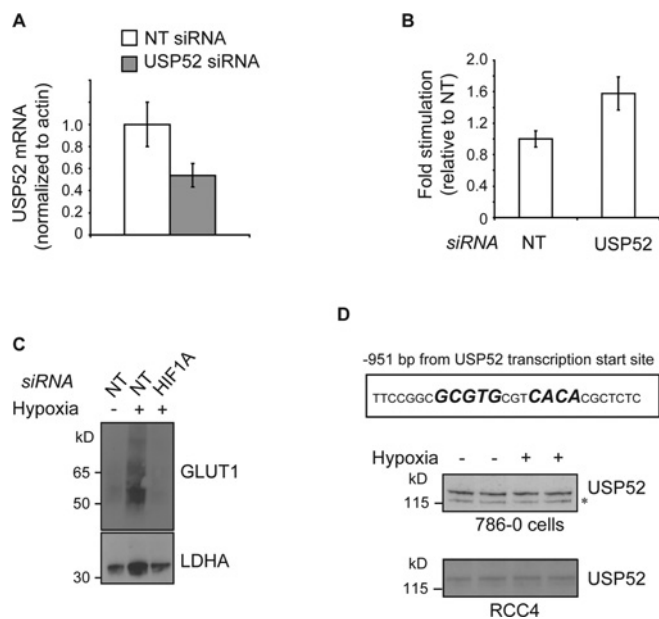 A
NT siRNA
USP52 siRNA
USP52 mRNA
(normalized to actin)
1.0
0.8
0.6
0.4
0.2
0
B
Fold stimulation
(relative to NT)
2.0
1.6
1.2
0.8
0.4
0
siRNA NT USP52
C
siRNA NT NT HIF1A
Hypoxia - + +
kD
65
50
GLUT1
30
LDHA
D
-951 bp from USP52 transcription start site
TTCCGGCGCGTGCGTCACACGCTCTC
Hypoxia - - + +
kD
115
USP52
*
786-0 cells
kD
115
USP52
RCC4